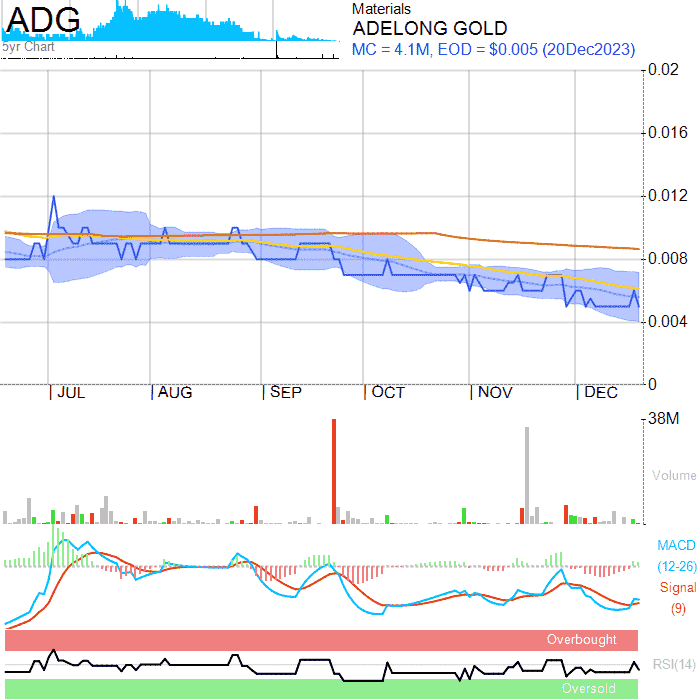 ADG
5yr Chart
Materials
ADELONG GOLD
MC = 4.1M, EOD = $0.005 (20Dec2023)
0.02
0.016
0.012
0.008
0.004
0
JUL AUG SEP OCT NOV DEC
38M
Volume
MACD
(12-26)
Signal
(9)
Overbought
RSI(14)
Oversold